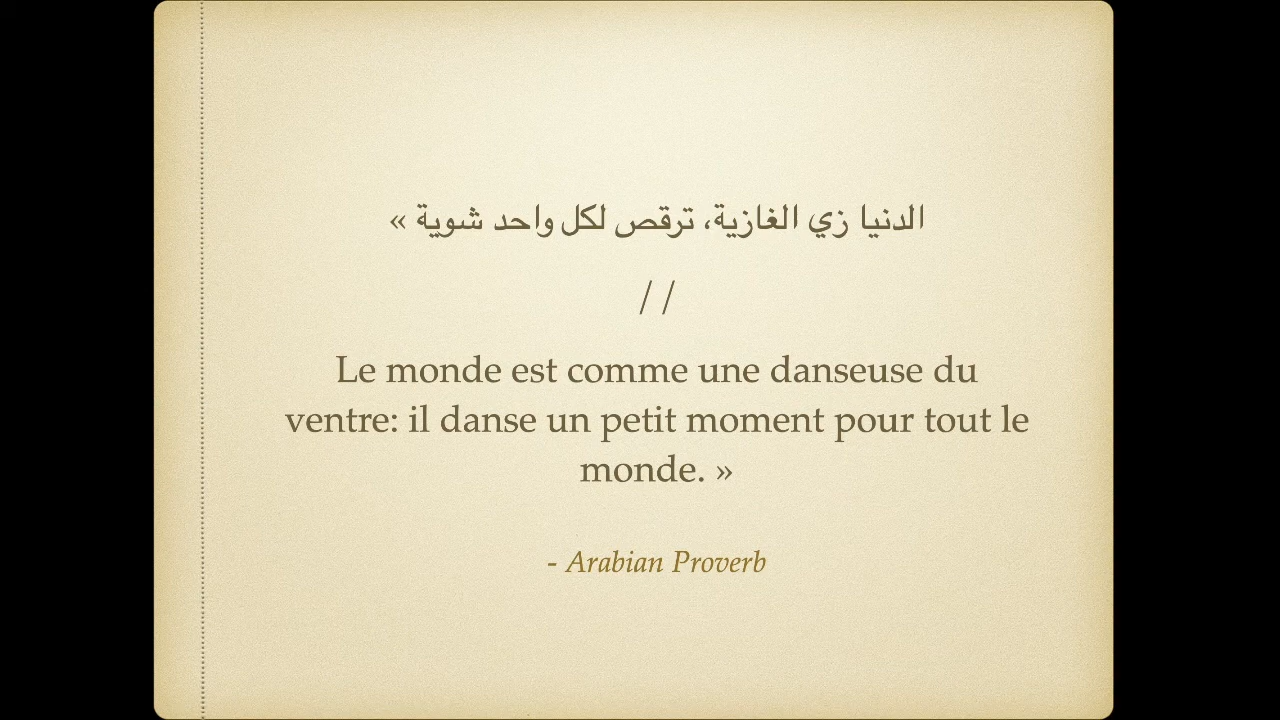 الدنيا زي الغازية، ترقص لكل واحد شوية «
//
Le monde est comme une danseuse du
ventre: il danse un petit moment pour tout le
monde. »
- Arabian Proverb